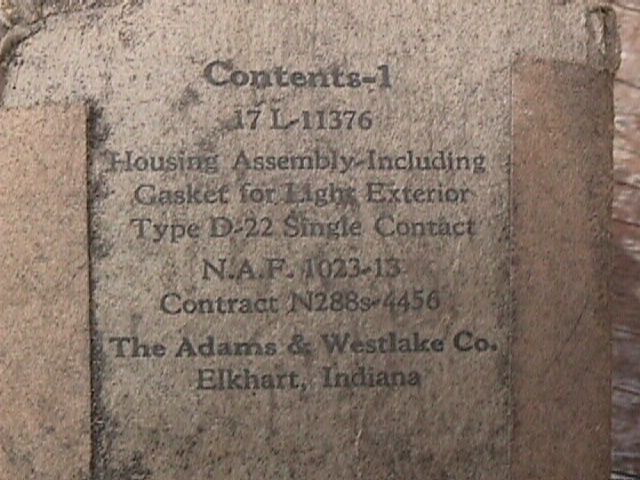 Contents-1
17 L-11376
Housing Assembly-Including
Gasket for Light Exterior
Type D-22 Single Contact
N.A.F. 1023-13
Contract N288s-4456
The Adams & Westlake Co.
Elkhart, Indiana